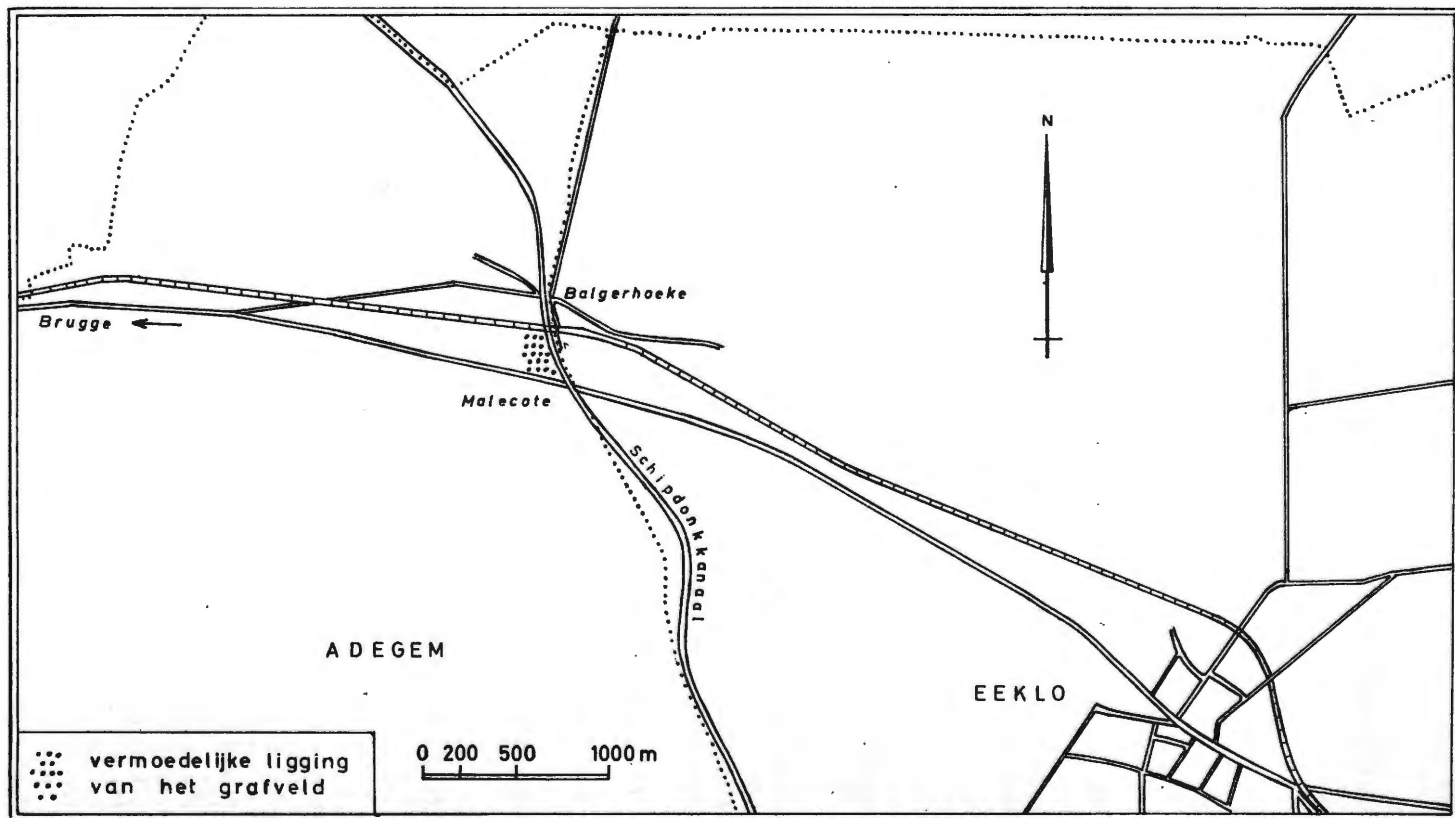 N
Balgerhoeke
Brugge
Malecote
Schipdonkkanaal
ADEGEM
EEKLO
vermoedelijke ligging
van het grafveld
0 200 500 1000 m